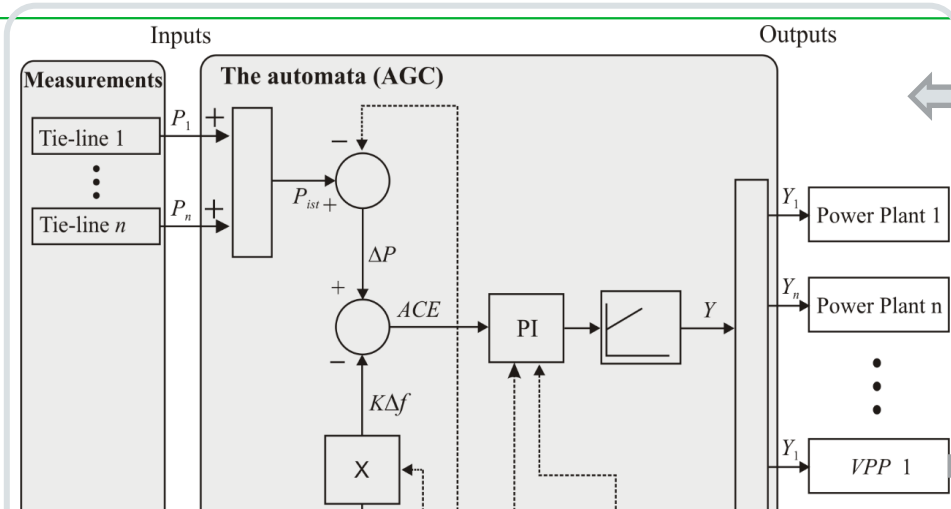 Inputs
Outputs
Measurements
The automata (AGC)
Tie-line 1
P1
+
−
Tie-line n
Pn
+
Pist +
Y1
Power Plant 1
ΔP
+
ACE
PI
Y
Yn
Power Plant n
−
KΔf
X
Y1
VPP 1